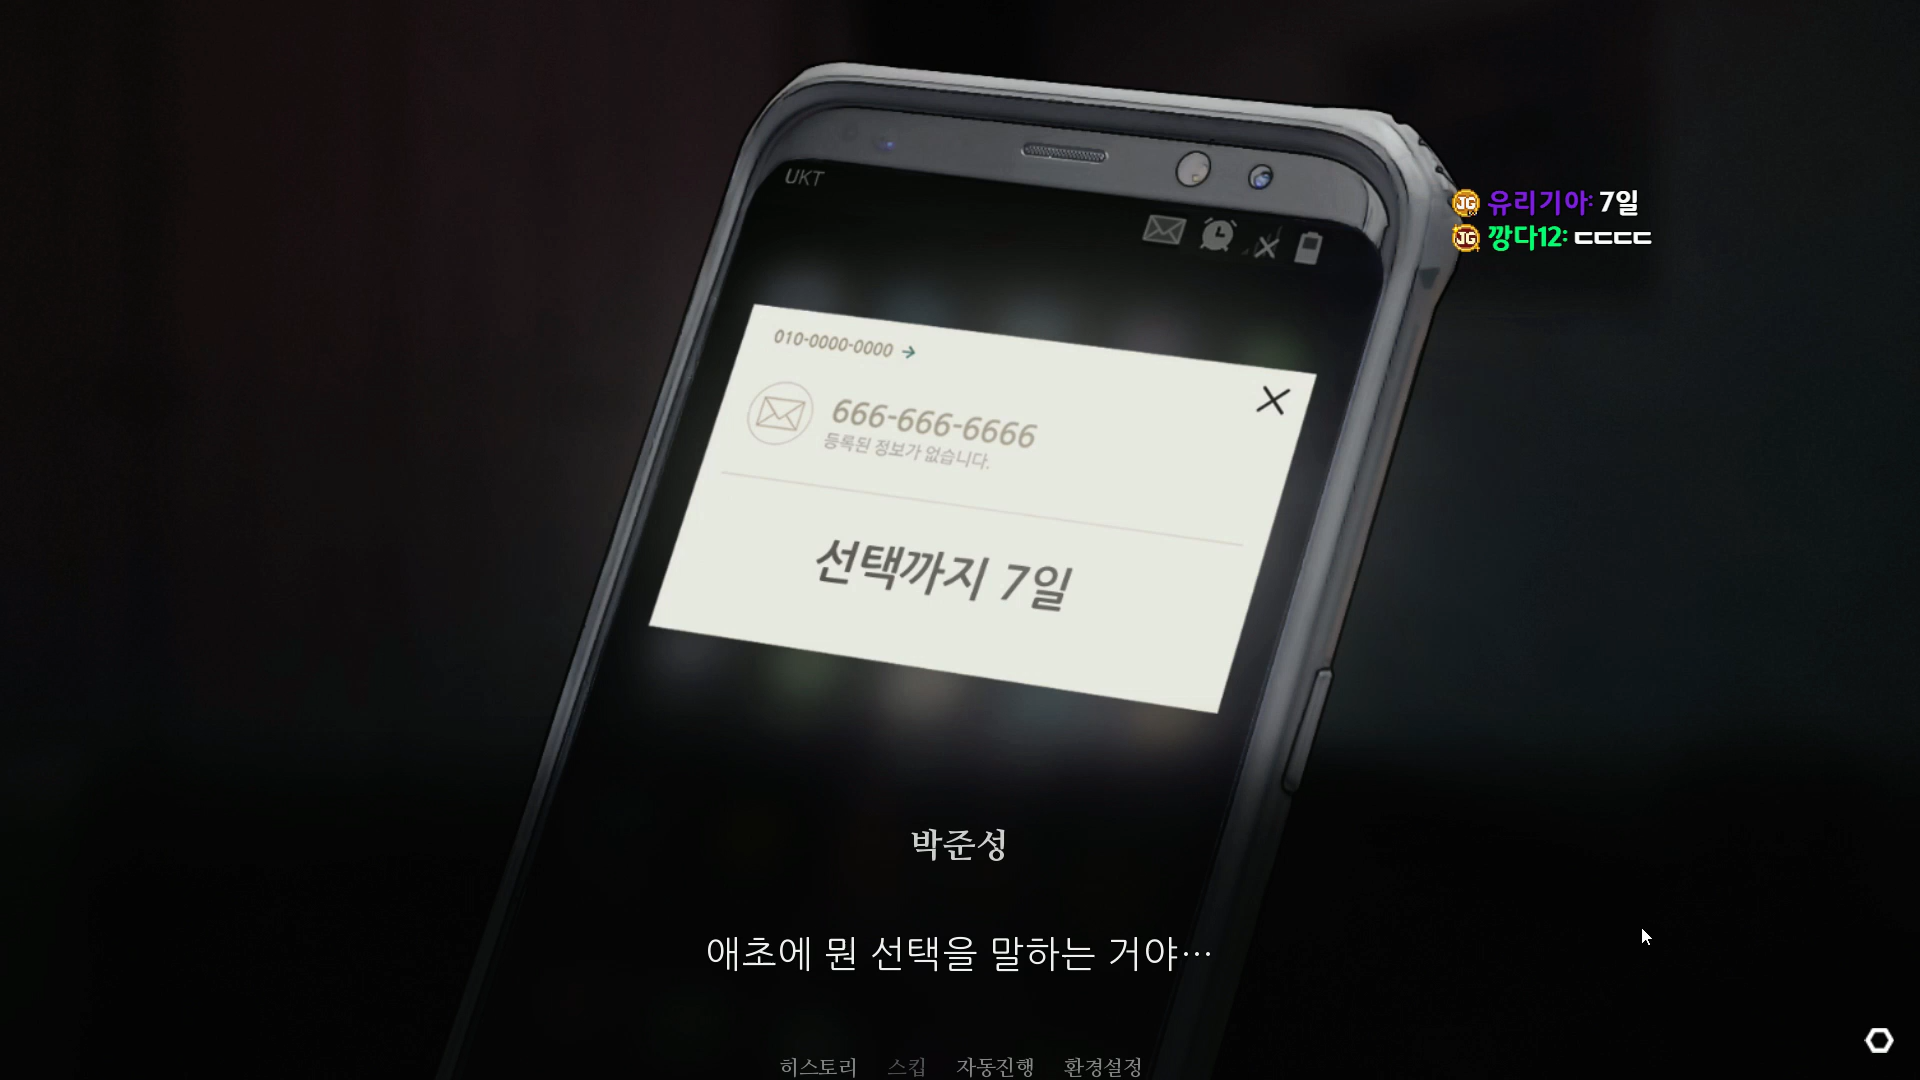 UKT
JG 유리기아: 7일
JG 깡다12: ㄷㄷㄷㄷ
010-0000-0000 →
666-666-6666
등록된 정보가 없습니다.
선택까지 7일
박준성
애초에 뭔 선택을 말하는 거야…
히스토리 스킵 자동진행 환경설정